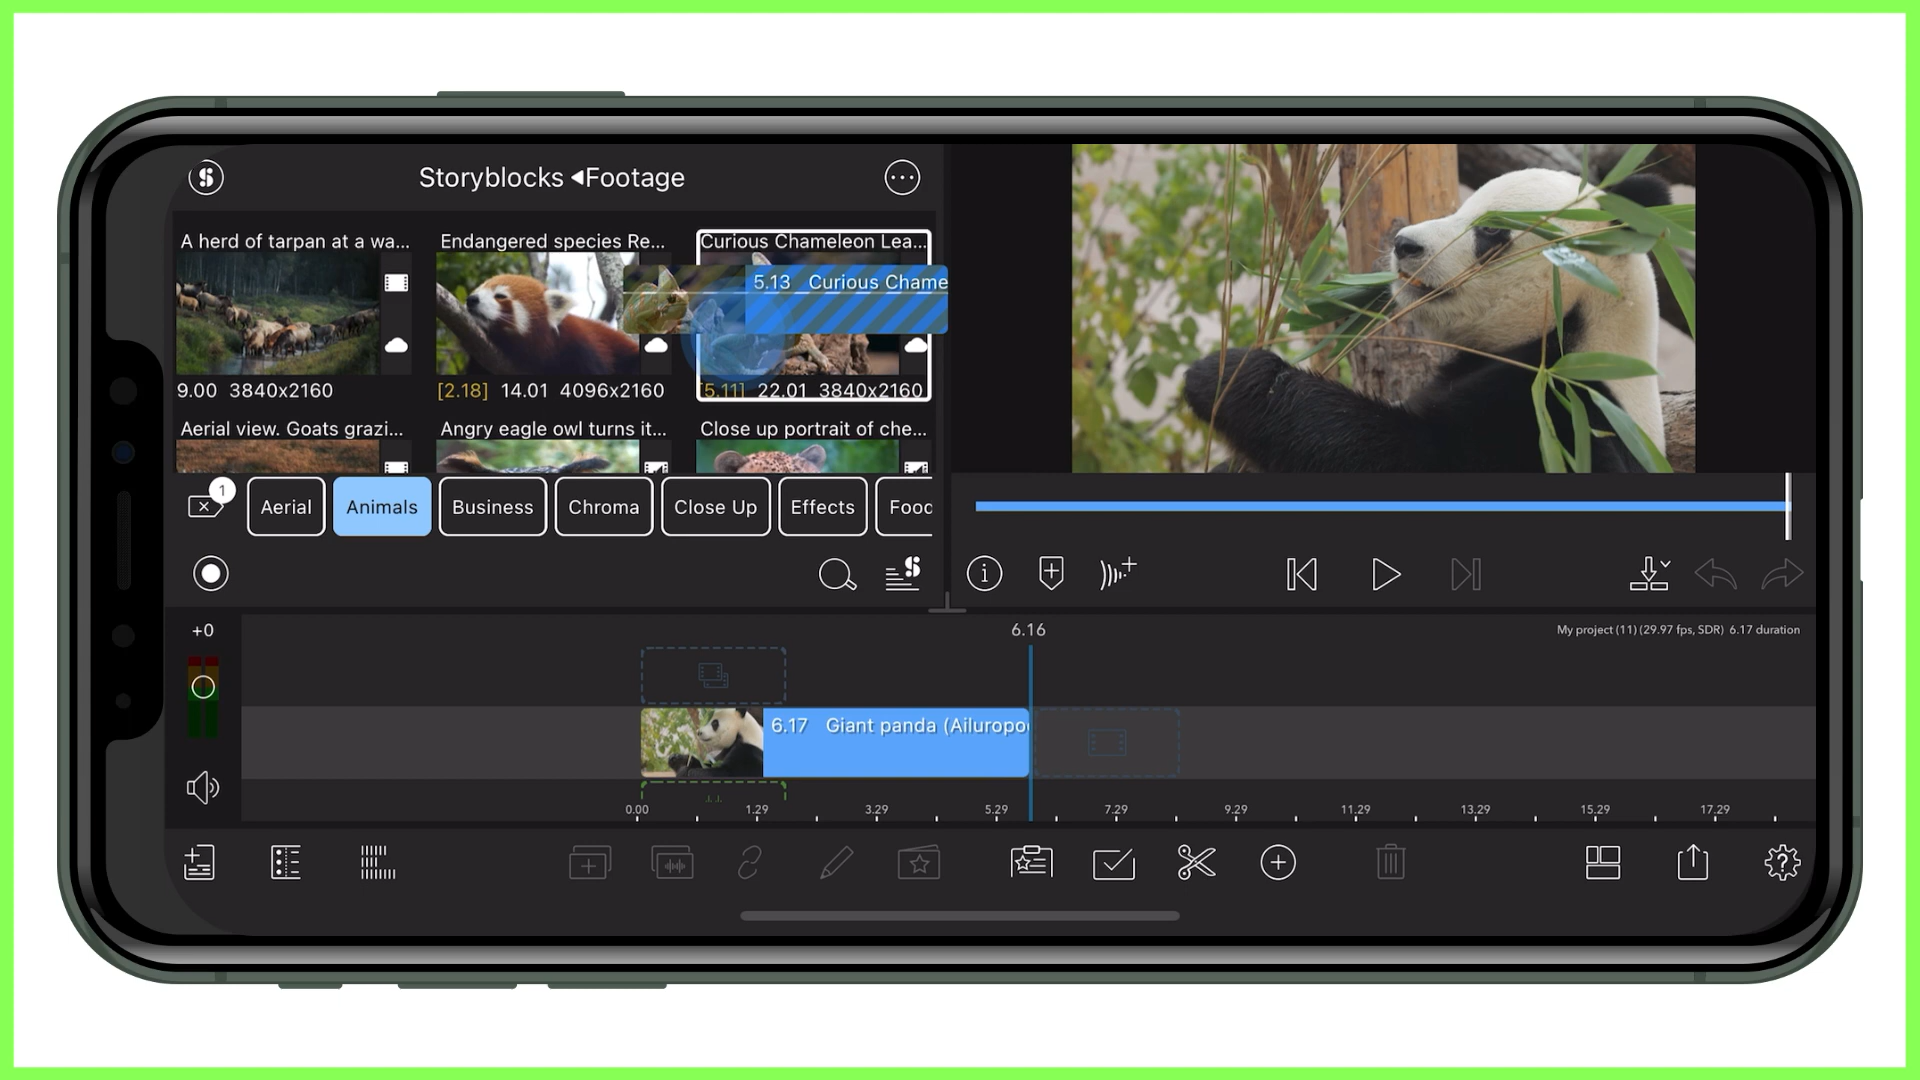 Storyblocks ◀Footage
A herd of tarpan at a wa...
Endangered species Re...
Curious Chameleon Lea...
5.13 Curious Chame
9.00 3840x2160
[2.18] 14.01 4096x2160
[5.11] 22.01 3840x2160
Aerial view. Goats grazi...
Angry eagle owl turns it...
Close up portrait of che...
1
Aerial
Animals
Business
Chroma
Close Up
Effects
Food
+0
6.16
My project (11) (29.97 fps, SDR) 6.17 duration
6.17 Giant panda (Ailuropo
0.00 1.29 3.29 5.29 7.29 9.29 11.29 13.29 15.29 17.29